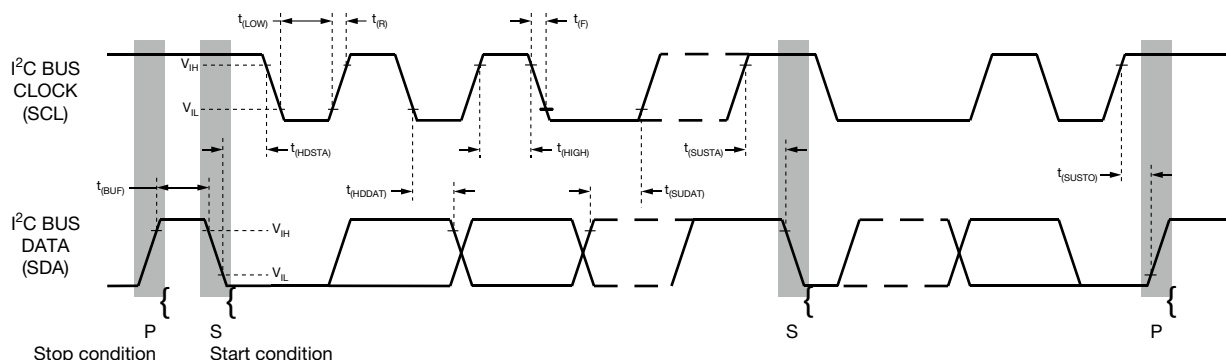 t(LOW)
t(R)
t(F)
I²C BUS
CLOCK
(SCL)
VIH
VIL
t(HDSTA)
t(HIGH)
t(SUSTA)
t(BUF)
t(HDDAT)
t(SUDAT)
t(SUSTO)
I²C BUS
DATA
(SDA)
VIH
VIL
{
{
{
{
P
S
S
P
Stop condition
Start condition